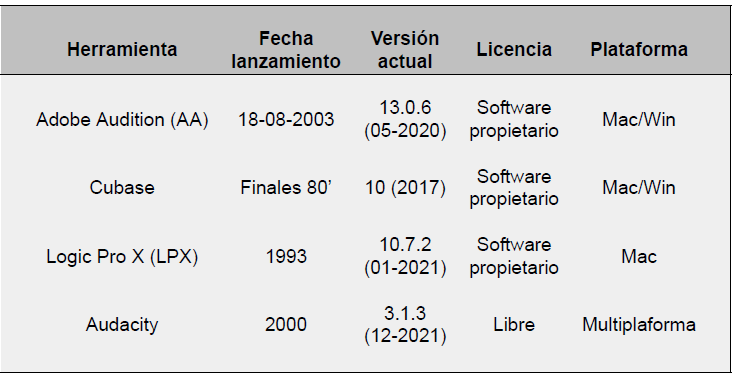 Herramienta Fecha lanzamiento Versión actual Licencia Plataforma
Adobe Audition (AA) 18-08-2003 13.0.6 (05-2020) Software propietario Mac/Win
Cubase Finales 80’ 10 (2017) Software propietario Mac/Win
Logic Pro X (LPX) 1993 10.7.2 (01-2021) Software propietario Mac
Audacity 2000 3.1.3 (12-2021) Libre Multiplaforma